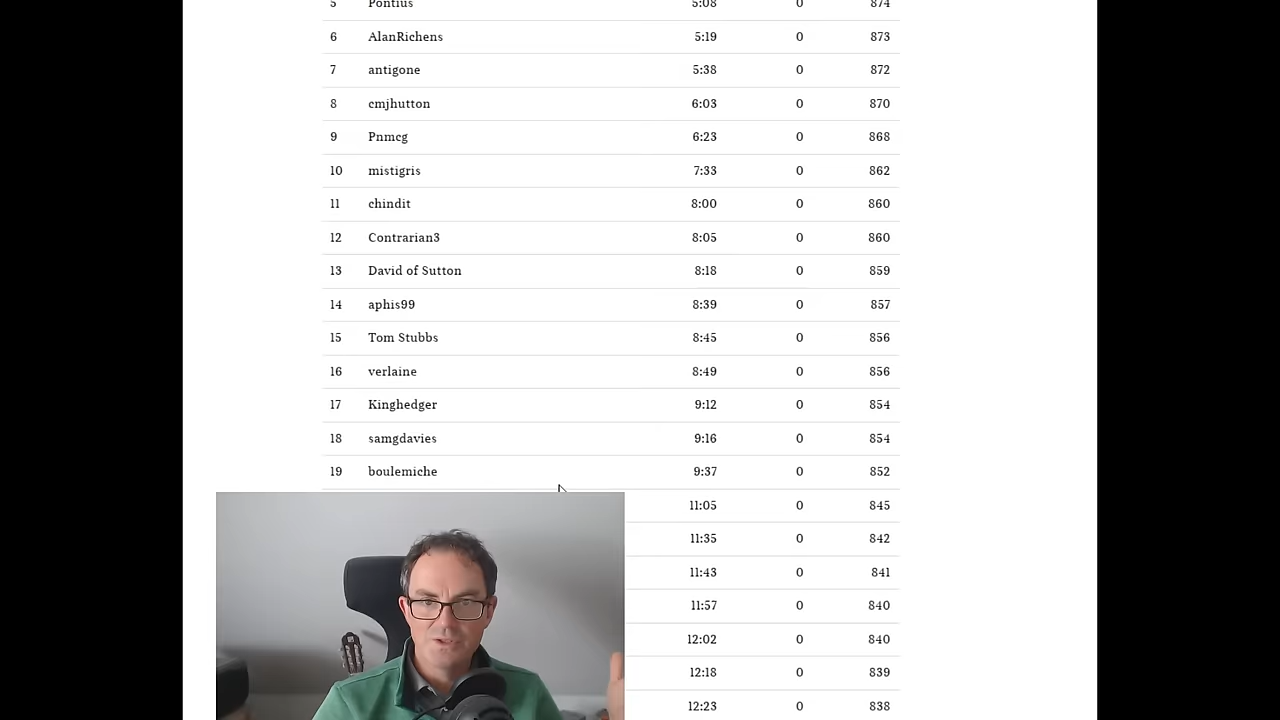 5 Pontius 5:08 0 874
6 AlanRichens 5:19 0 873
7 antigone 5:38 0 872
8 cmjhutton 6:03 0 870
9 Pnmcg 6:23 0 868
10 mistigris 7:33 0 862
11 chindit 8:00 0 860
12 Contrarian3 8:05 0 860
13 David of Sutton 8:18 0 859
14 aphis99 8:39 0 857
15 Tom Stubbs 8:45 0 856
16 verlaine 8:49 0 856
17 Kinghedger 9:12 0 854
18 samgdavies 9:16 0 854
19 boulemiche 9:37 0 852
11:05 0 845
11:35 0 842
11:43 0 841
11:57 0 840
12:02 0 840
12:18 0 839
12:23 0 838